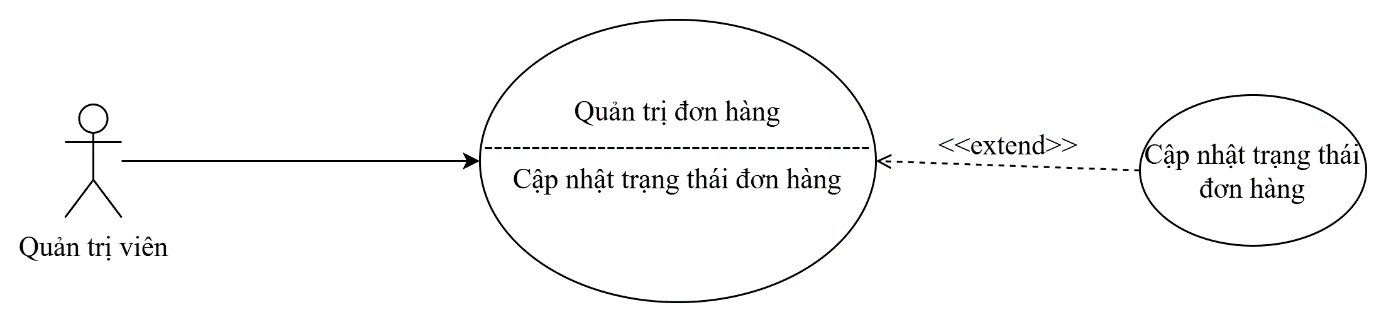 Quản trị đơn hàng
Cập nhật trạng thái đơn hàng
<<extend>>
Cập nhật trạng thái
đơn hàng
Quản trị viên